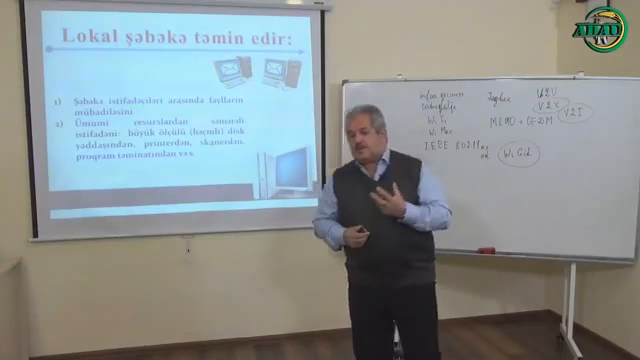 Lokal şəbəkə təmin edir:
1) Şəbəkə istifadəçiləri arasında faylların
mübadiləsini
2) Ümumi resurslardan səmərəli
istifadəni: böyük ölçülü (həcmli) disk
yaddaşından, printerdən, skanerdən,
proqram təminatından və s.
Wi Fi
Wi Max
IEEE 802.11
V2V
V2X
V2I
MIMO + OFDM
WiGid
ADAU
TV